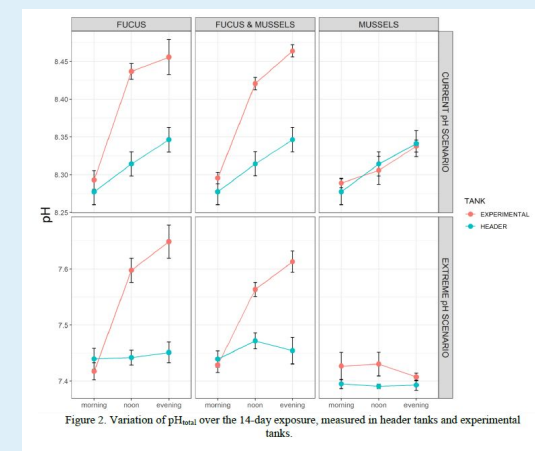 FUCUS
FUCUS & MUSSELS
MUSSELS
8.45
8.40
8.35
8.30
8.25
CURRENT pH SCENARIO
pH
7.6
7.5
7.4
EXTREME pH SCENARIO
morning noon evening
morning noon evening
morning noon evening
TANK
EXPERIMENTAL
HEADER
Figure 2. Variation of pHtotal over the 14-day exposure, measured in header tanks and experimental
tanks.